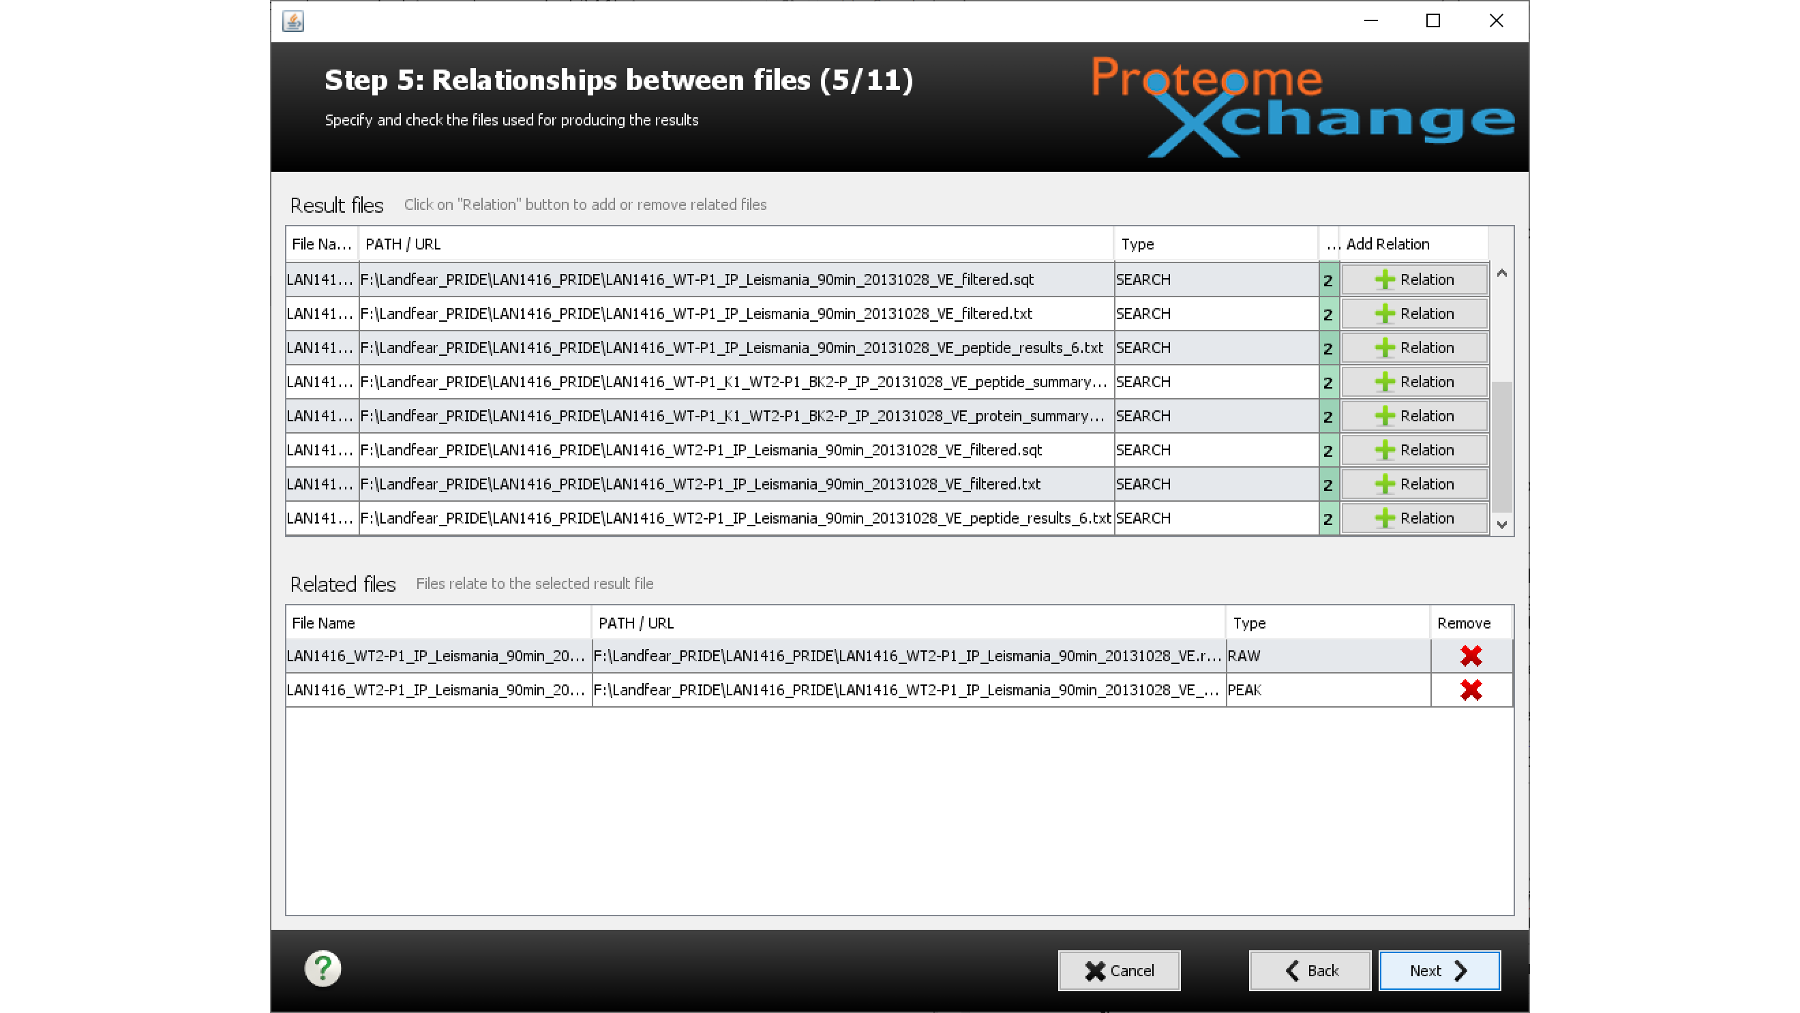 Step 5: Relationships between files (5/11)
Specify and check the files used for producing the results
Proteome
Xchange
Result files Click on "Relation" button to add or remove related files
File Na... PATH / URL Type ... Add Relation
LAN141... F:\Landfear_PRIDE\LAN1416_PRIDE\LAN1416_WT-P1_IP_Leismania_90min_20131028_VE_filtered.sqt SEARCH 2 Relation
LAN141... F:\Landfear_PRIDE\LAN1416_PRIDE\LAN1416_WT-P1_IP_Leismania_90min_20131028_VE_filtered.txt SEARCH 2 Relation
LAN141... F:\Landfear_PRIDE\LAN1416_PRIDE\LAN1416_WT-P1_IP_Leismania_90min_20131028_VE_peptide_results_6.txt SEARCH 2 Relation
LAN141... F:\Landfear_PRIDE\LAN1416_PRIDE\LAN1416_WT-P1_K1_WT2-P1_BK2-P_IP_20131028_VE_peptide_summary... SEARCH 2 Relation
LAN141... F:\Landfear_PRIDE\LAN1416_PRIDE\LAN1416_WT-P1_K1_WT2-P1_BK2-P_IP_20131028_VE_protein_summary... SEARCH 2 Relation
LAN141... F:\Landfear_PRIDE\LAN1416_PRIDE\LAN1416_WT2-P1_IP_Leismania_90min_20131028_VE_filtered.sqt SEARCH 2 Relation
LAN141... F:\Landfear_PRIDE\LAN1416_PRIDE\LAN1416_WT2-P1_IP_Leismania_90min_20131028_VE_filtered.txt SEARCH 2 Relation
LAN141... F:\Landfear_PRIDE\LAN1416_PRIDE\LAN1416_WT2-P1_IP_Leismania_90min_20131028_VE_peptide_results_6.txt SEARCH 2 Relation
Related files Files relate to the selected result file
File Name PATH / URL Type Remove
LAN1416_WT2-P1_IP_Leismania_90min_20... F:\Landfear_PRIDE\LAN1416_PRIDE\LAN1416_WT2-P1_IP_Leismania_90min_20131028_VE.r... RAW
LAN1416_WT2-P1_IP_Leismania_90min_20... F:\Landfear_PRIDE\LAN1416_PRIDE\LAN1416_WT2-P1_IP_Leismania_90min_20131028_VE_... PEAK
? Cancel Back Next